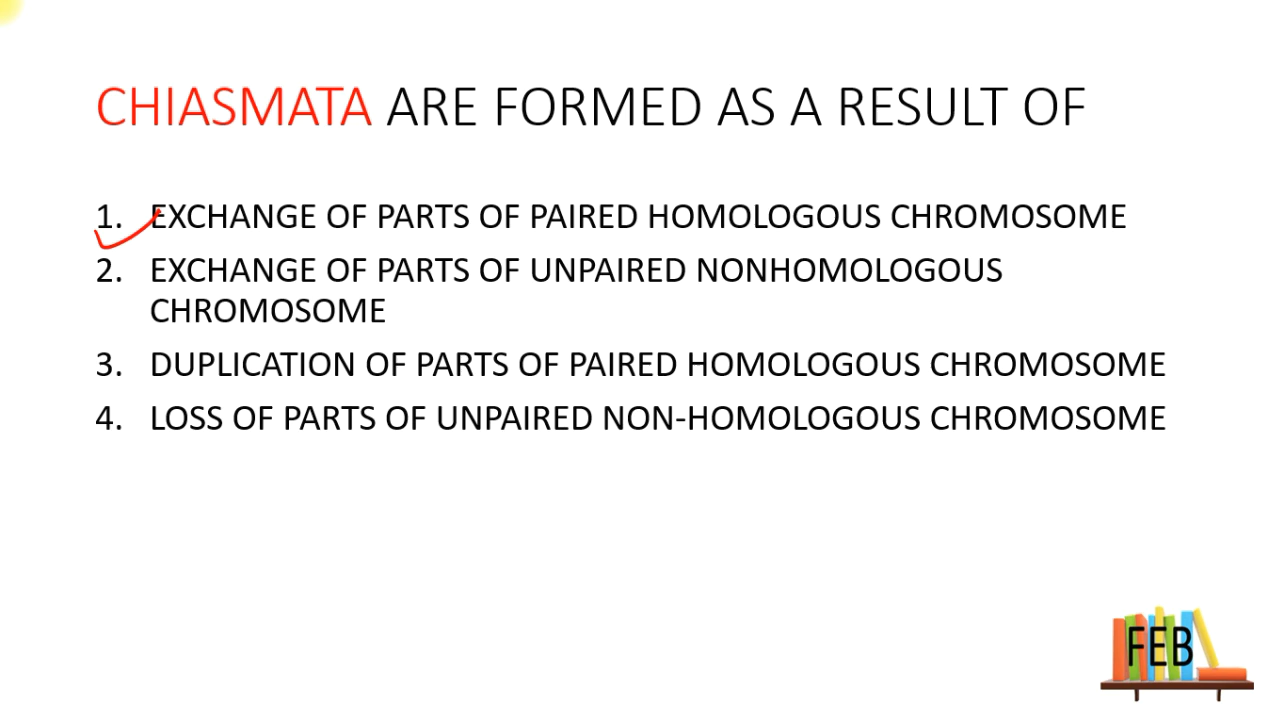 CHIASMATA ARE FORMED AS A RESULT OF
1. EXCHANGE OF PARTS OF PAIRED HOMOLOGOUS CHROMOSOME
2. EXCHANGE OF PARTS OF UNPAIRED NONHOMOLOGOUS
CHROMOSOME
3. DUPLICATION OF PARTS OF PAIRED HOMOLOGOUS CHROMOSOME
4. LOSS OF PARTS OF UNPAIRED NON-HOMOLOGOUS CHROMOSOME
FEB